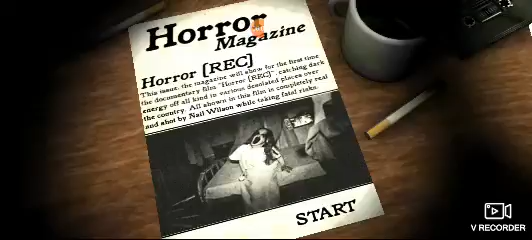 Horror
Magazine
Horror [REC]
This issue, the magazine will show for the first time
the documentary film "Horror [REC]", catching dark
energy off all kind in various desolated places over
the country. All shown in this film is completely real
and shot by Nail Wilson while taking fatal risks.
START
V RECORDER